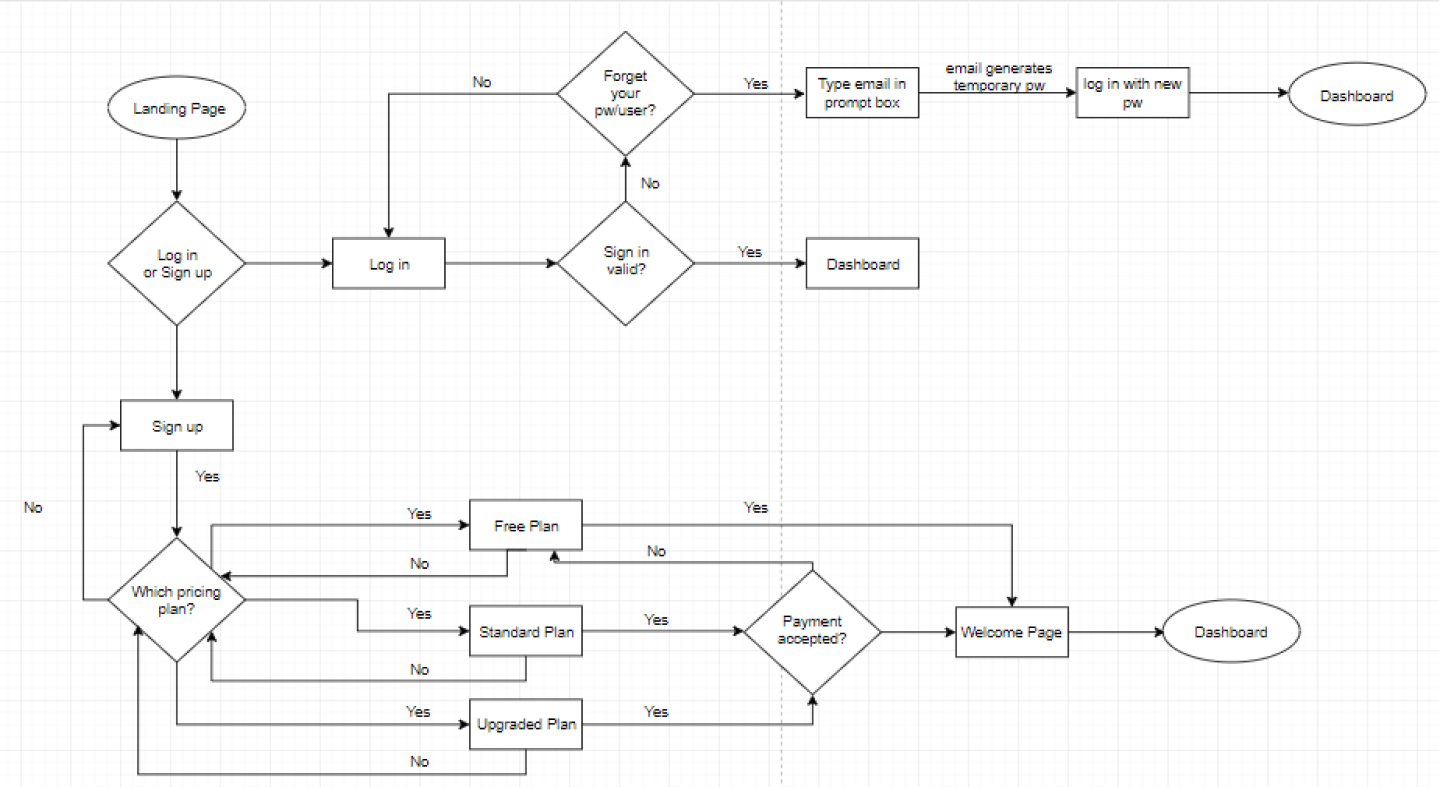 Landing Page
Forget
your
pw/user?
No
Yes
Type email in
prompt box
email generates
temporary pw
log in with new
pw
Dashboard
No
Log in
or Sign up
Log in
Sign in
valid?
Yes
Dashboard
Sign up
Yes
No
Which pricing
plan?
Yes
Free Plan
Yes
No
No
Yes
Standard Plan
Yes
No
Payment
accepted?
Welcome Page
Dashboard
Yes
Upgraded Plan
Yes
No